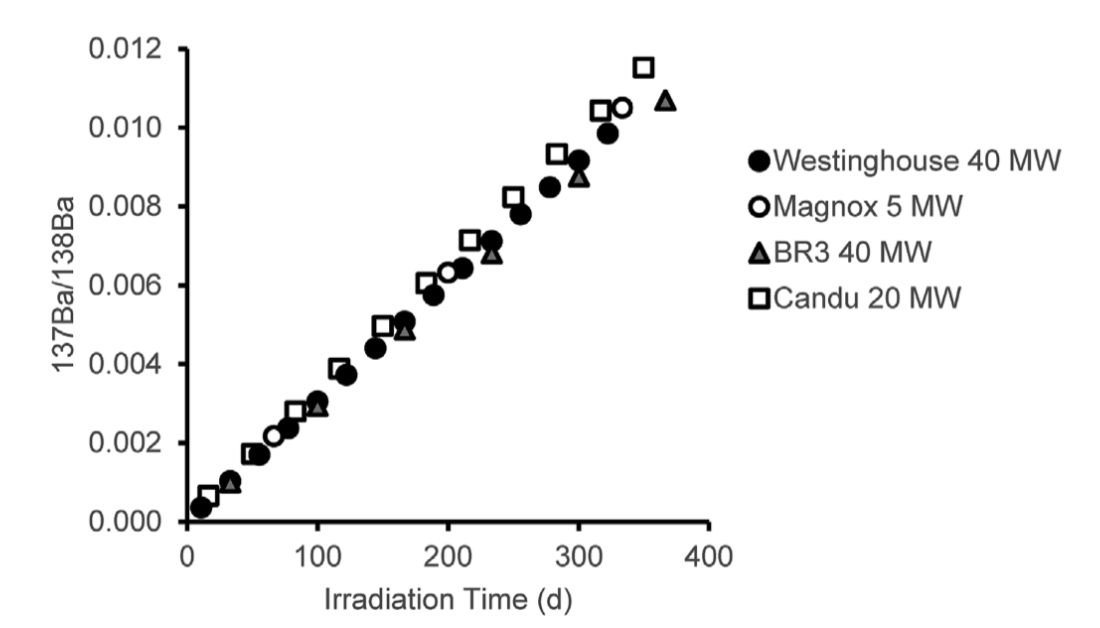 0.012
0.010
0.008
0.006
0.004
0.002
0.000
137Ba/138Ba
0 100 200 300 400
Irradiation Time (d)
Westinghouse 40 MW
Magnox 5 MW
BR3 40 MW
Candu 20 MW